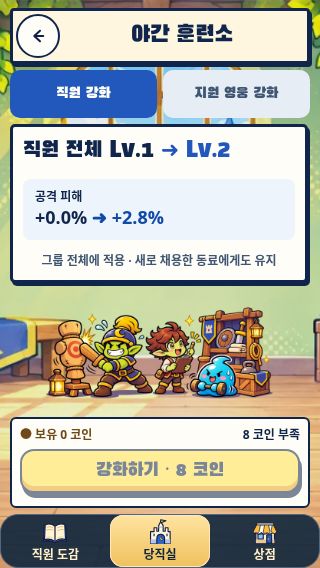 야간 훈련소
직원 강화
지원 영웅 강화
직원 전체 Lv.1 → Lv.2
공격 피해
+0.0% → +2.8%
그룹 전체에 적용 · 새로 채용한 동료에게도 유지
보유 0 코인
8 코인 부족
강화하기 · 8 코인
직원 도감
당직실
상점